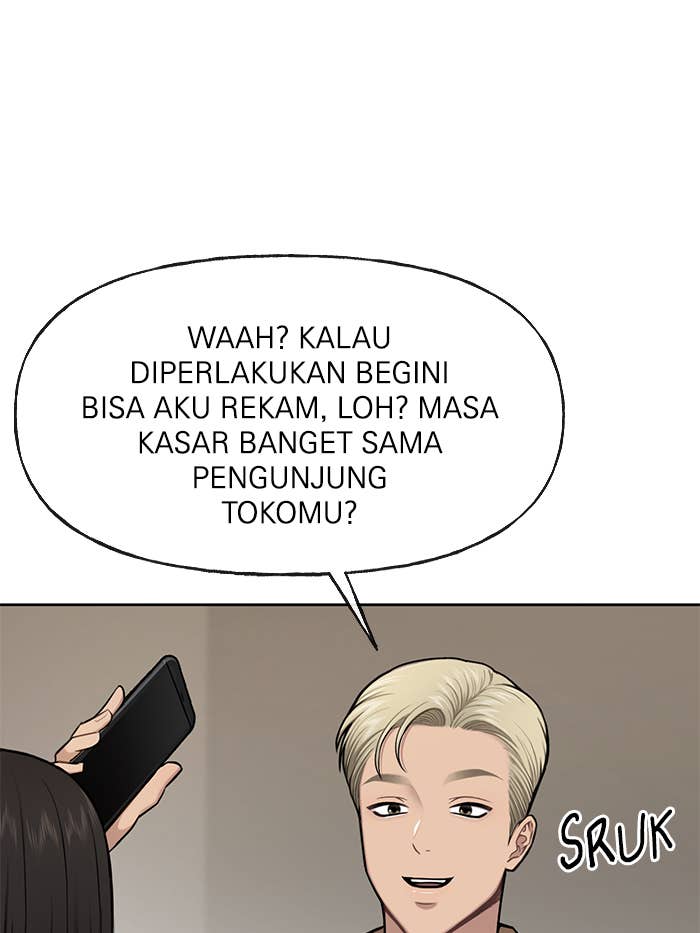 WAAH? KALAU
DIPERLAKUKAN BEGINI
BISA AKU REKAM, LOH? MASA
KASAR BANGET SAMA
PENGUNJUNG
TOKOMU?
SRUK